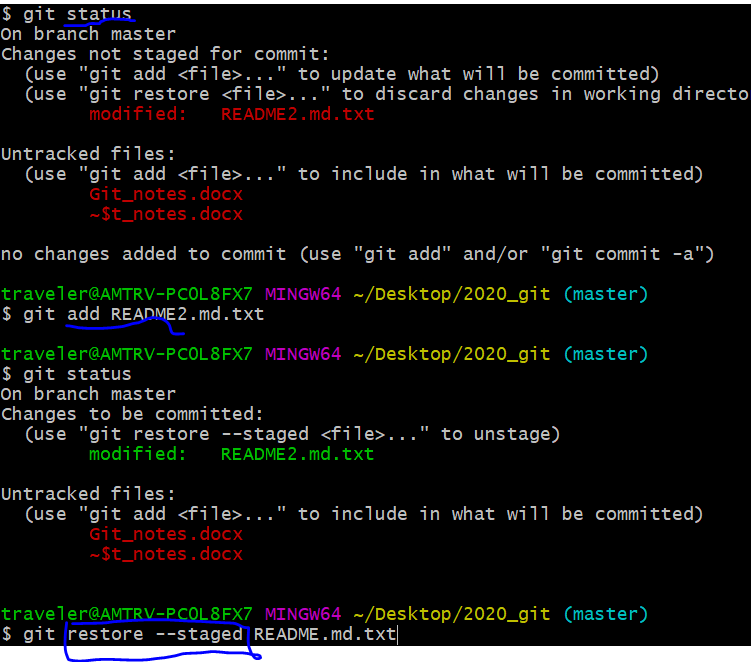 $ git status
On branch master
Changes not staged for commit:
  (use "git add <file>..." to update what will be committed)
  (use "git restore <file>..." to discard changes in working directo
        modified:   README2.md.txt

Untracked files:
  (use "git add <file>..." to include in what will be committed)
        Git_notes.docx
        ~$t_notes.docx

no changes added to commit (use "git add" and/or "git commit -a")

traveler@AMTRV-PC0L8FX7 MINGW64 ~/Desktop/2020_git (master)
$ git add README2.md.txt

traveler@AMTRV-PC0L8FX7 MINGW64 ~/Desktop/2020_git (master)
$ git status
On branch master
Changes to be committed:
  (use "git restore --staged <file>..." to unstage)
        modified:   README2.md.txt

Untracked files:
  (use "git add <file>..." to include in what will be committed)
        Git_notes.docx
        ~$t_notes.docx

traveler@AMTRV-PC0L8FX7 MINGW64 ~/Desktop/2020_git (master)
$ git restore --staged README.md.txt